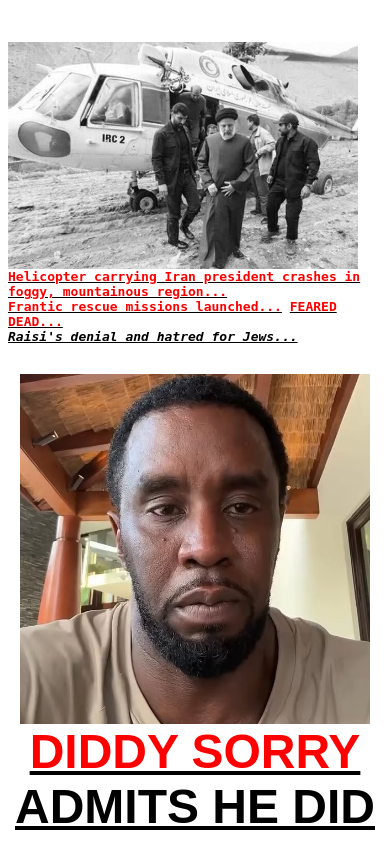 IRC 2
Helicopter carrying Iran president crashes in
foggy, mountainous region...
Frantic rescue missions launched... FEARED
DEAD...
Raisi's denial and hatred for Jews...
DIDDY SORRY
ADMITS HE DID